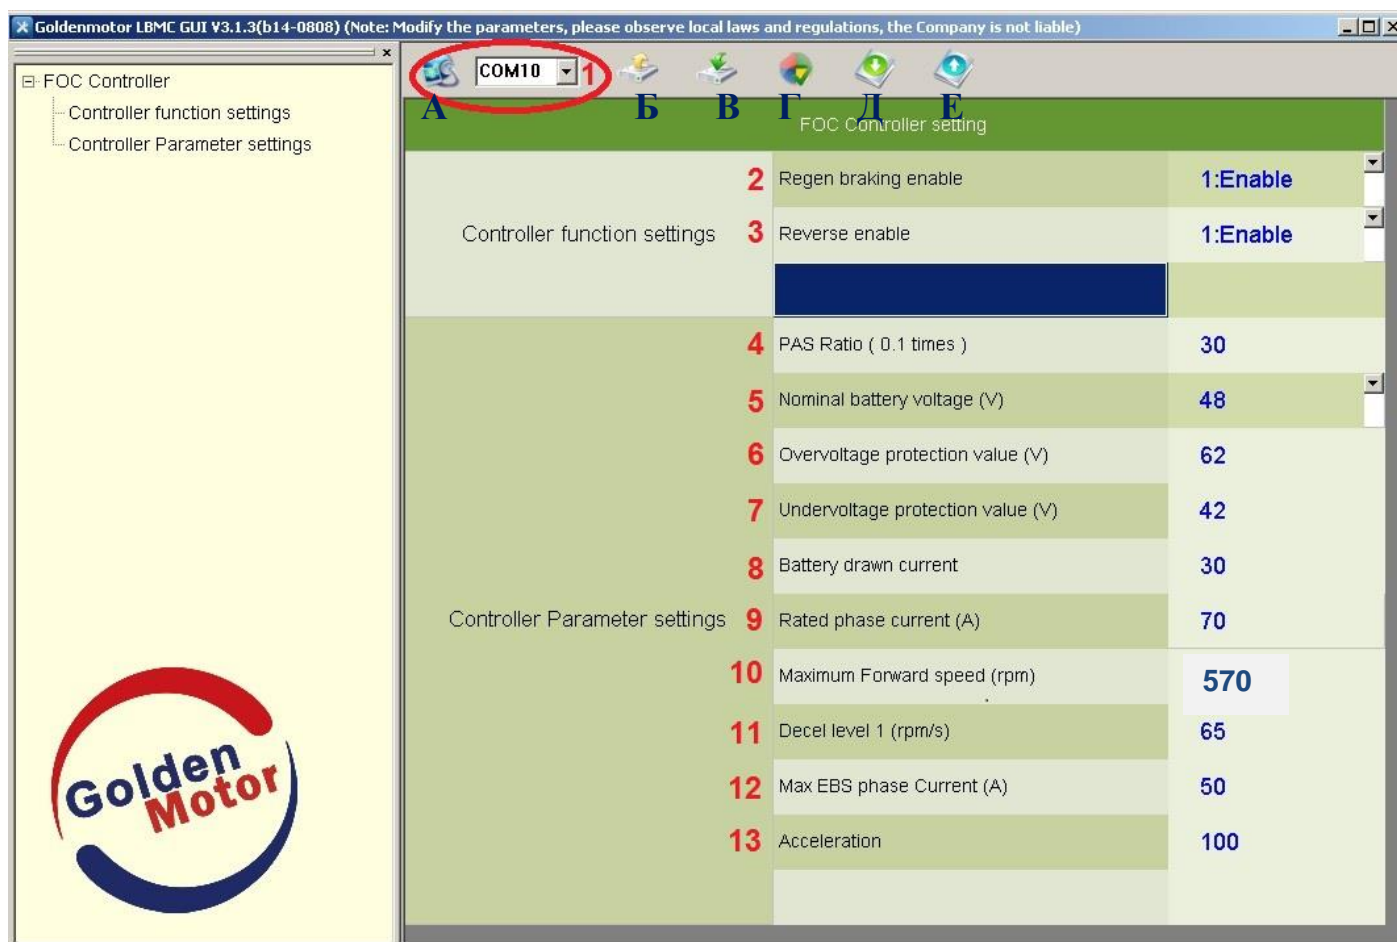 Goldenmotor LBMC GUI V3.1.3(b14-0808) (Note: Modify the parameters, please observe local laws and regulations, the Company is not liable)
FOC Controller
Controller function settings
Controller Parameter settings
COM10 1
А Б В Г Д Е
FOC Controller setting
Controller function settings
2 Regen braking enable 1:Enable
3 Reverse enable 1:Enable
Controller Parameter settings
4 PAS Ratio ( 0.1 times ) 30
5 Nominal battery voltage (V) 48
6 Overvoltage protection value (V) 62
7 Undervoltage protection value (V) 42
8 Battery drawn current 30
9 Rated phase current (A) 70
10 Maximum Forward speed (rpm) 570
11 Decel level 1 (rpm/s) 65
12 Max EBS phase Current (A) 50
13 Acceleration 100
Golden
Motor